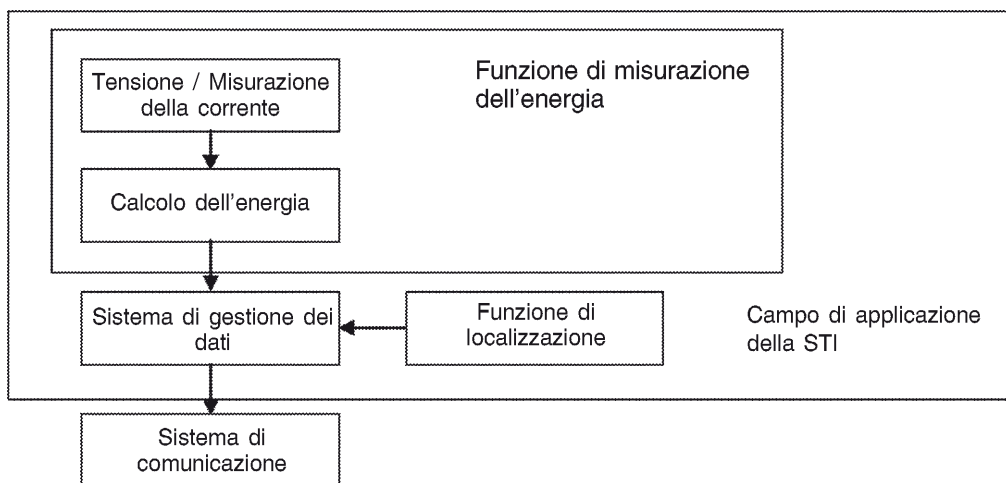 Tensione / Misurazione
della corrente
Funzione di misurazione
dell'energia
Calcolo dell'energia
Sistema di gestione dei
dati
Funzione di
localizzazione
Campo di applicazione
della STI
Sistema di
comunicazione